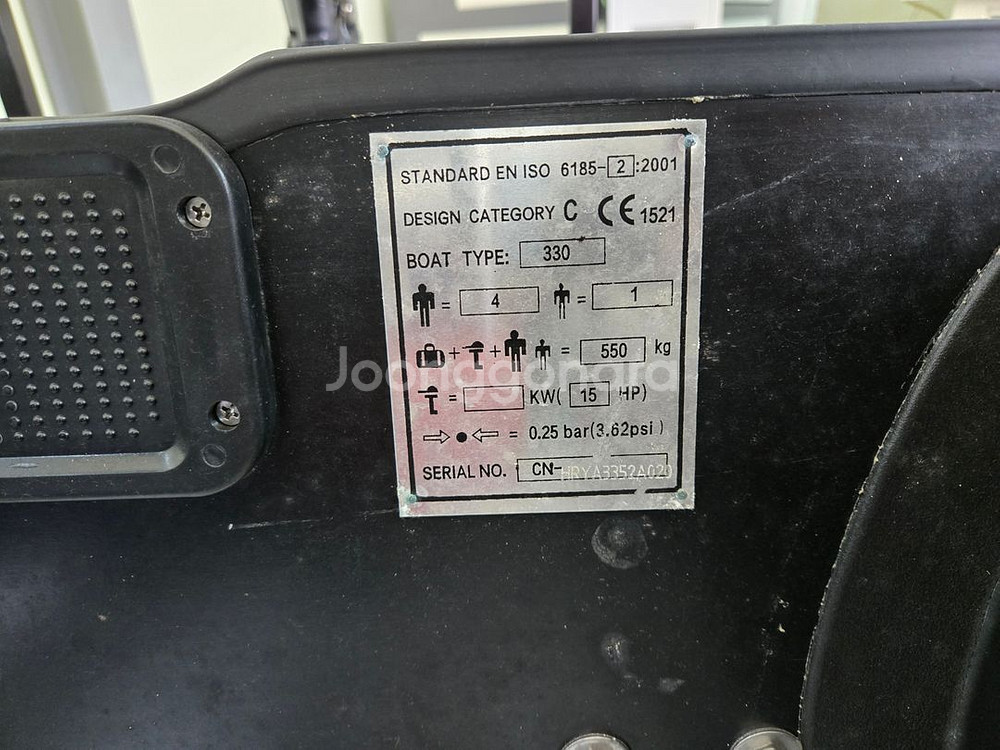 STANDARD EN ISO 6185-2:2001
DESIGN CATEGORY C CE 1521
BOAT TYPE: 330
= 4 = 1
+ + = 550 kg
= KW( 15 HP)
= 0.25 bar(3.62psi)
SERIAL NO. CN-HRYA3352A020
Joonggonara